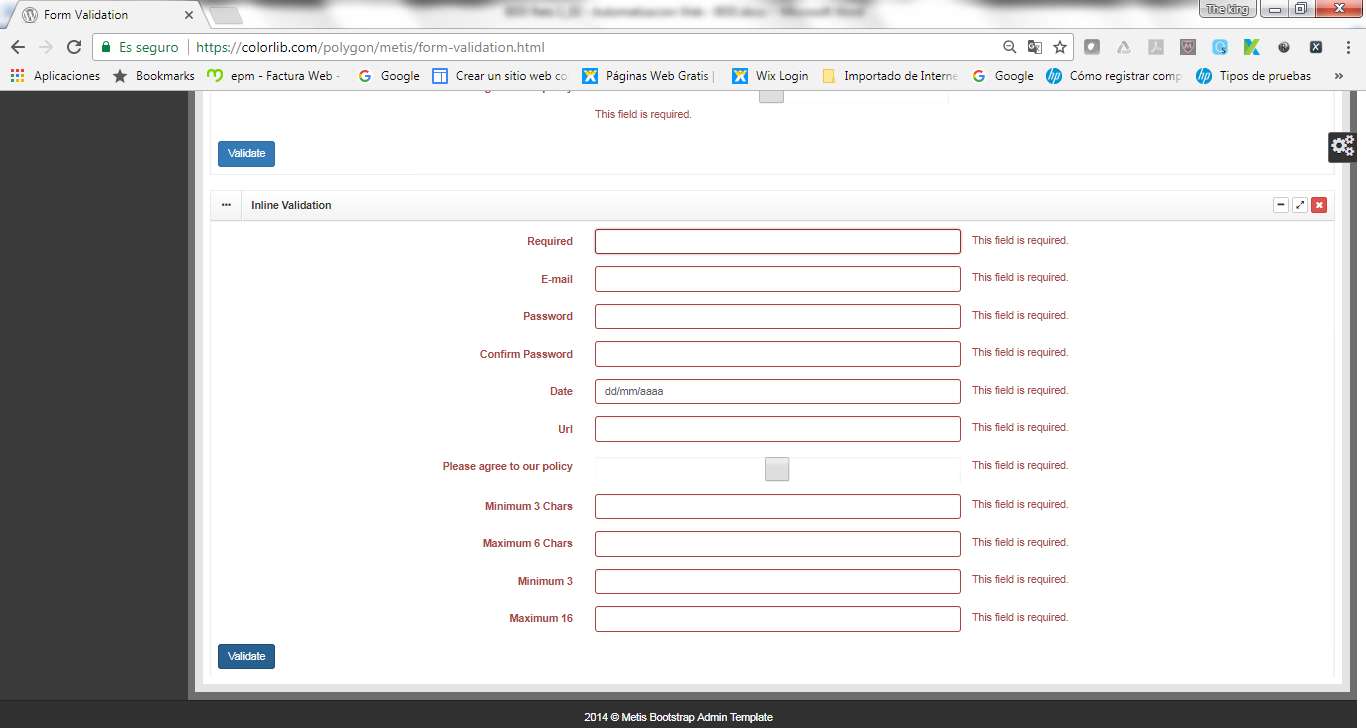 Form Validation
The king
Es seguro https://colorlib.com/polygon/metis/form-validation.html
Aplicaciones Bookmarks epm - Factura Web - Google Crear un sitio web co Páginas Web Gratis | Wix Login Importado de Interne Google Cómo registrar comp Tipos de pruebas »
This field is required.
Validate
Inline Validation
Required This field is required.
E-mail This field is required.
Password This field is required.
Confirm Password This field is required.
Date dd/mm/aaaa This field is required.
Url This field is required.
Please agree to our policy This field is required.
Minimum 3 Chars This field is required.
Maximum 6 Chars This field is required.
Minimum 3 This field is required.
Maximum 16 This field is required.
Validate
2014 © Metis Bootstrap Admin Template